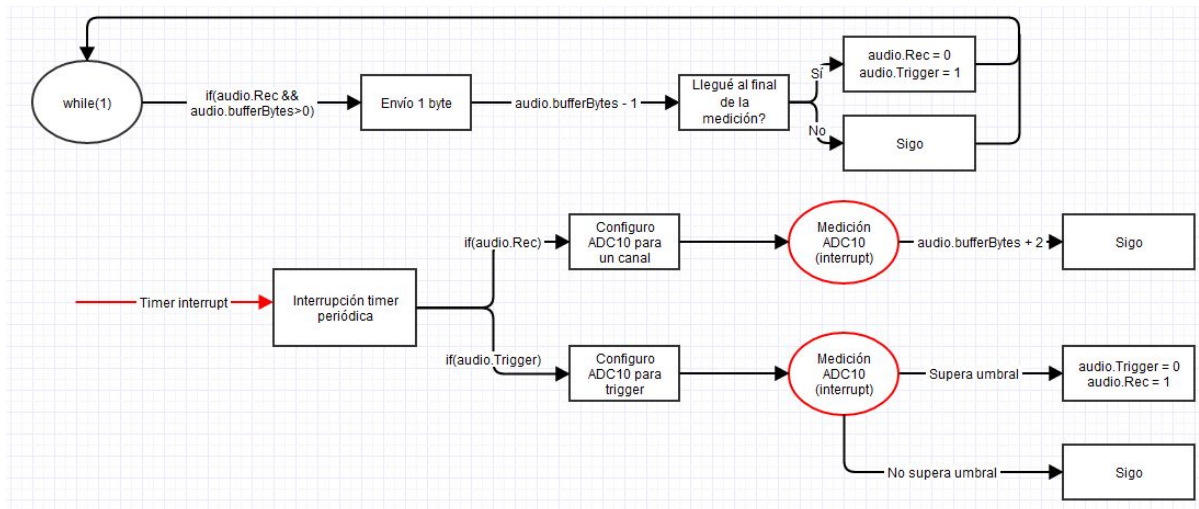 while(1)
if(audio.Rec &&
audio.bufferBytes>0)
Envío 1 byte
audio.bufferBytes - 1
Llegué al final
de la
medición?
Sí
audio.Rec = 0
audio.Trigger = 1
No
Sigo
Timer interrupt
Interrupción timer
periódica
if(audio.Rec)
Configuro
ADC10 para
un canal
Medición
ADC10
(interrupt)
audio.bufferBytes + 2
Sigo
if(audio.Trigger)
Configuro
ADC10 para
trigger
Medición
ADC10
(interrupt)
Supera umbral
audio.Trigger = 0
audio.Rec = 1
No supera umbral
Sigo